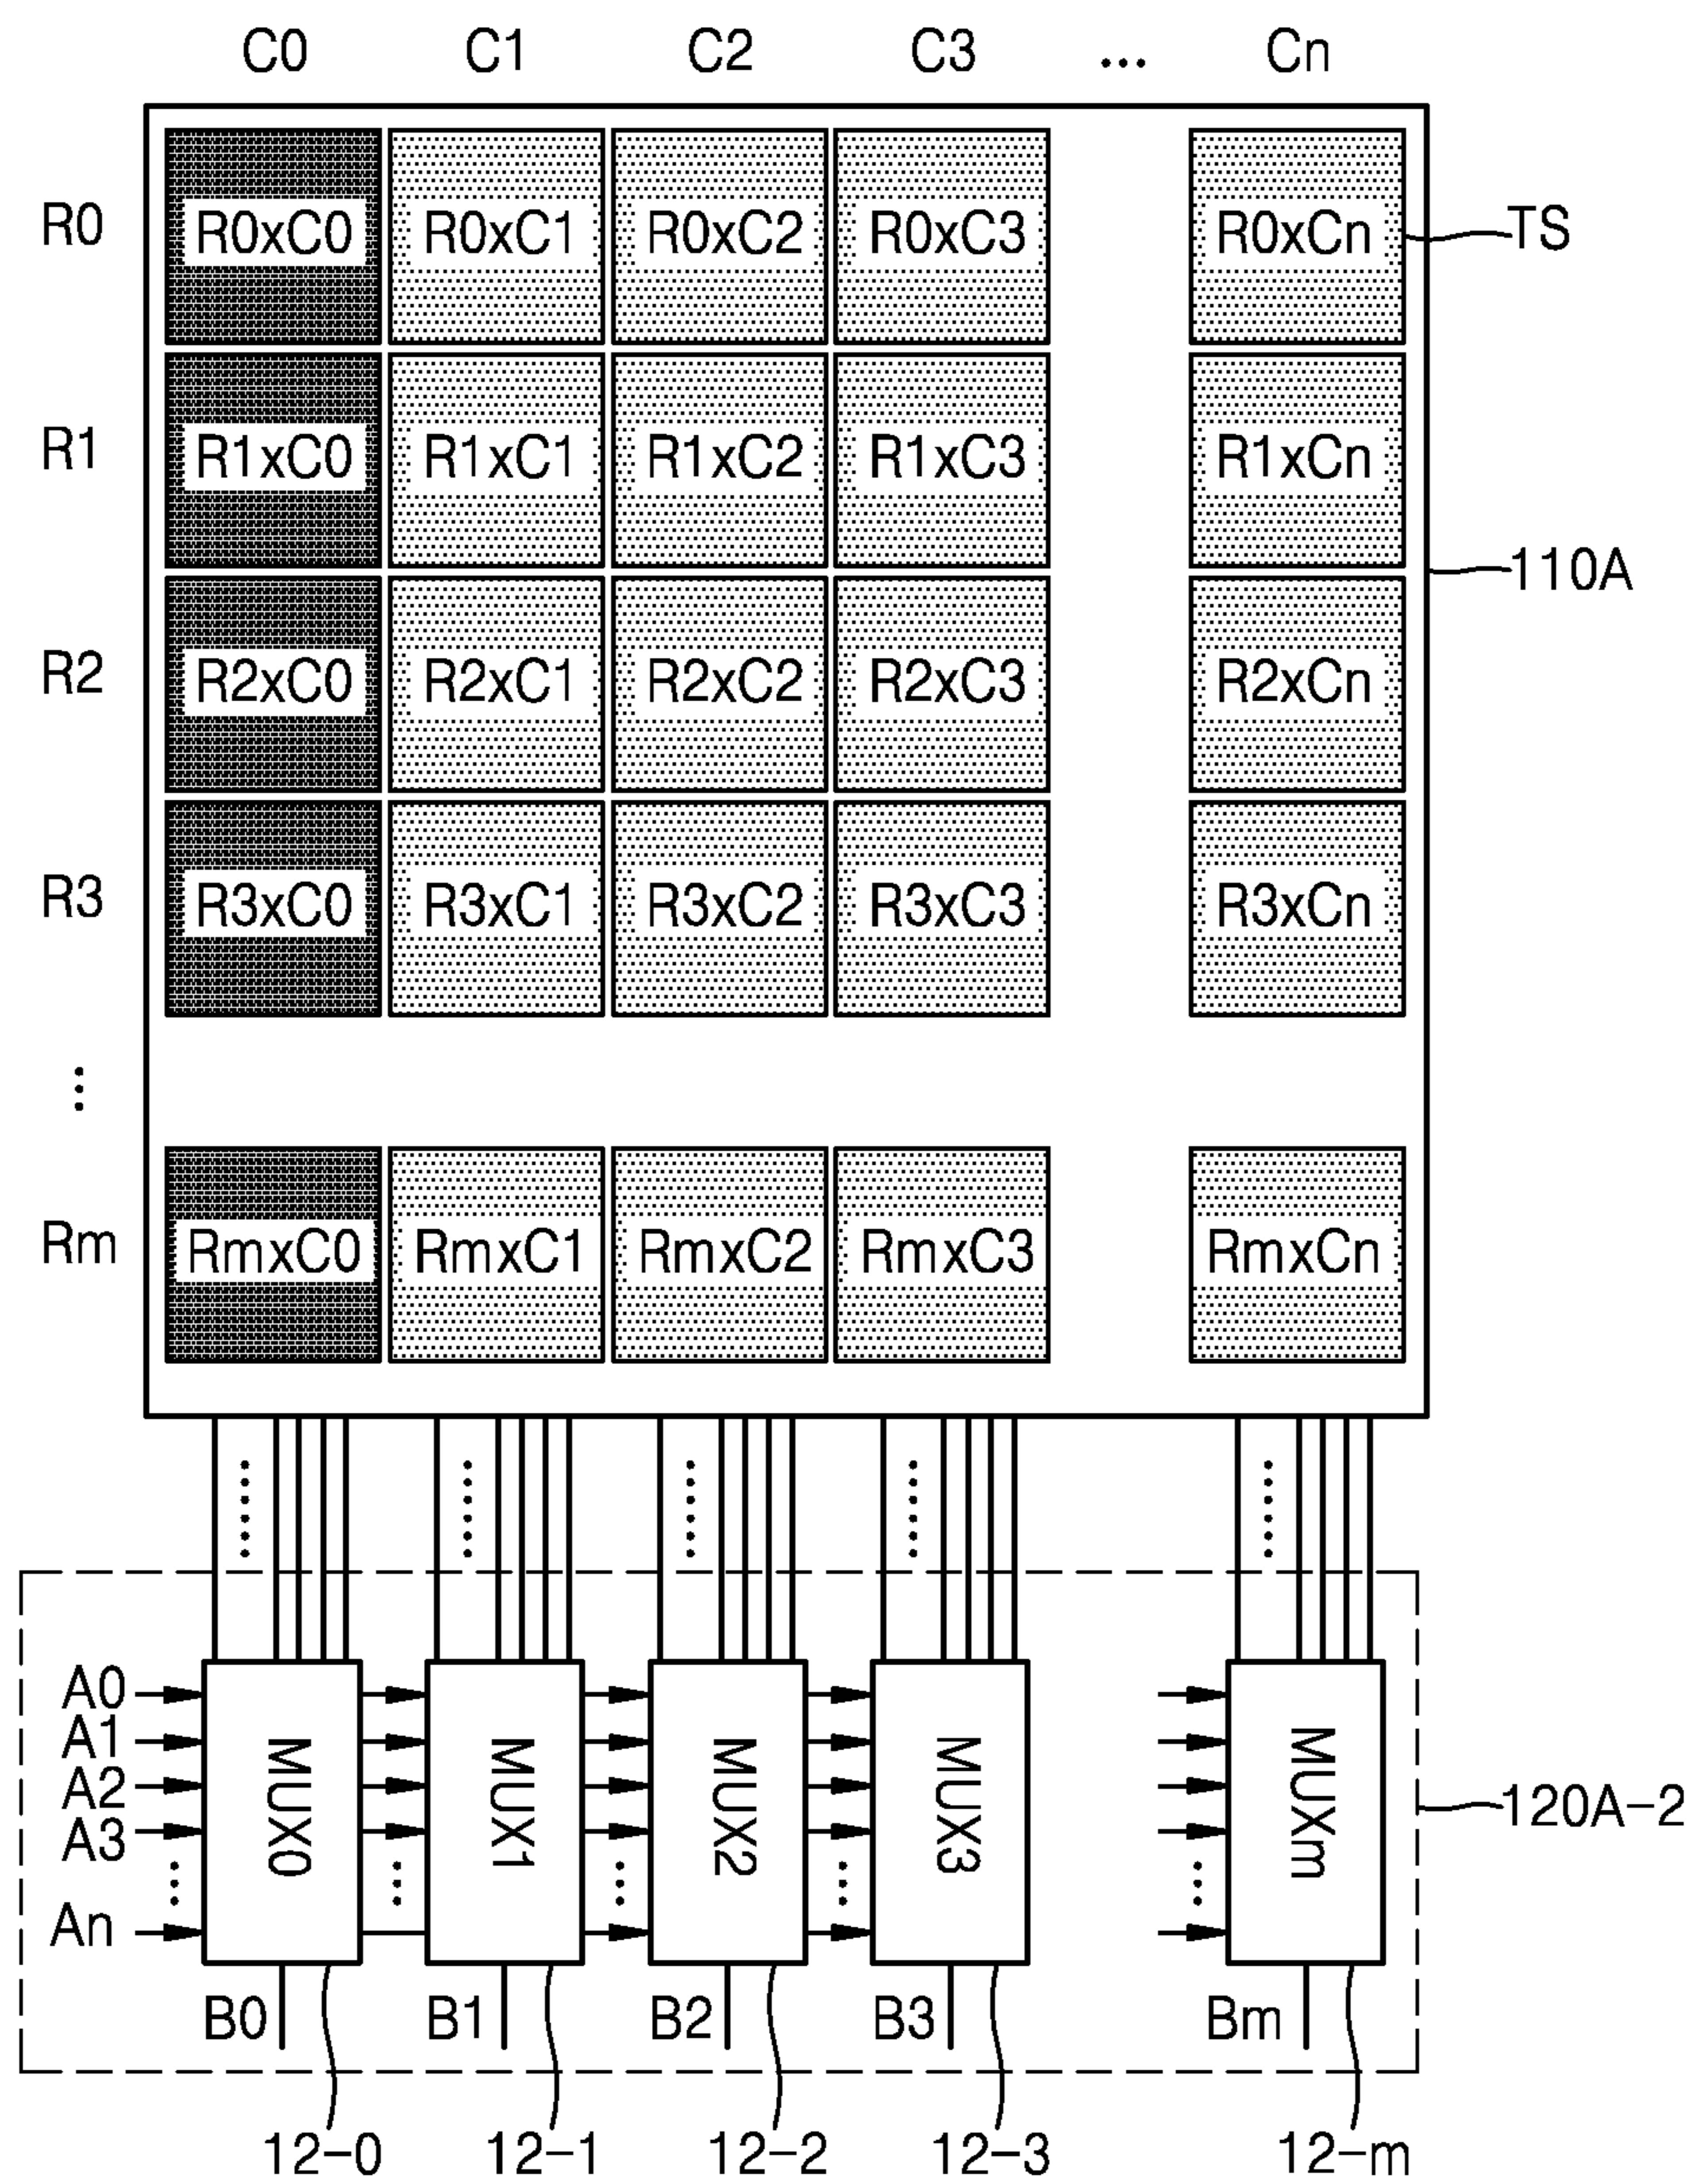 C0 C1 C2 C3 ... Cn
R0 R0xC0 R0xC1 R0xC2 R0xC3 R0xCn TS
R1 R1xC0 R1xC1 R1xC2 R1xC3 R1xCn
110A
R2 R2xC0 R2xC1 R2xC2 R2xC3 R2xCn
R3 R3xC0 R3xC1 R3xC2 R3xC3 R3xCn
Rm RmxC0 RmxC1 RmxC2 RmxC3 RmxCn
A0
A1
A2
A3
An
MUX0 MUX1 MUX2 MUX3 MUXm
120A-2
B0 B1 B2 B3 Bm
12-0 12-1 12-2 12-3 12-m